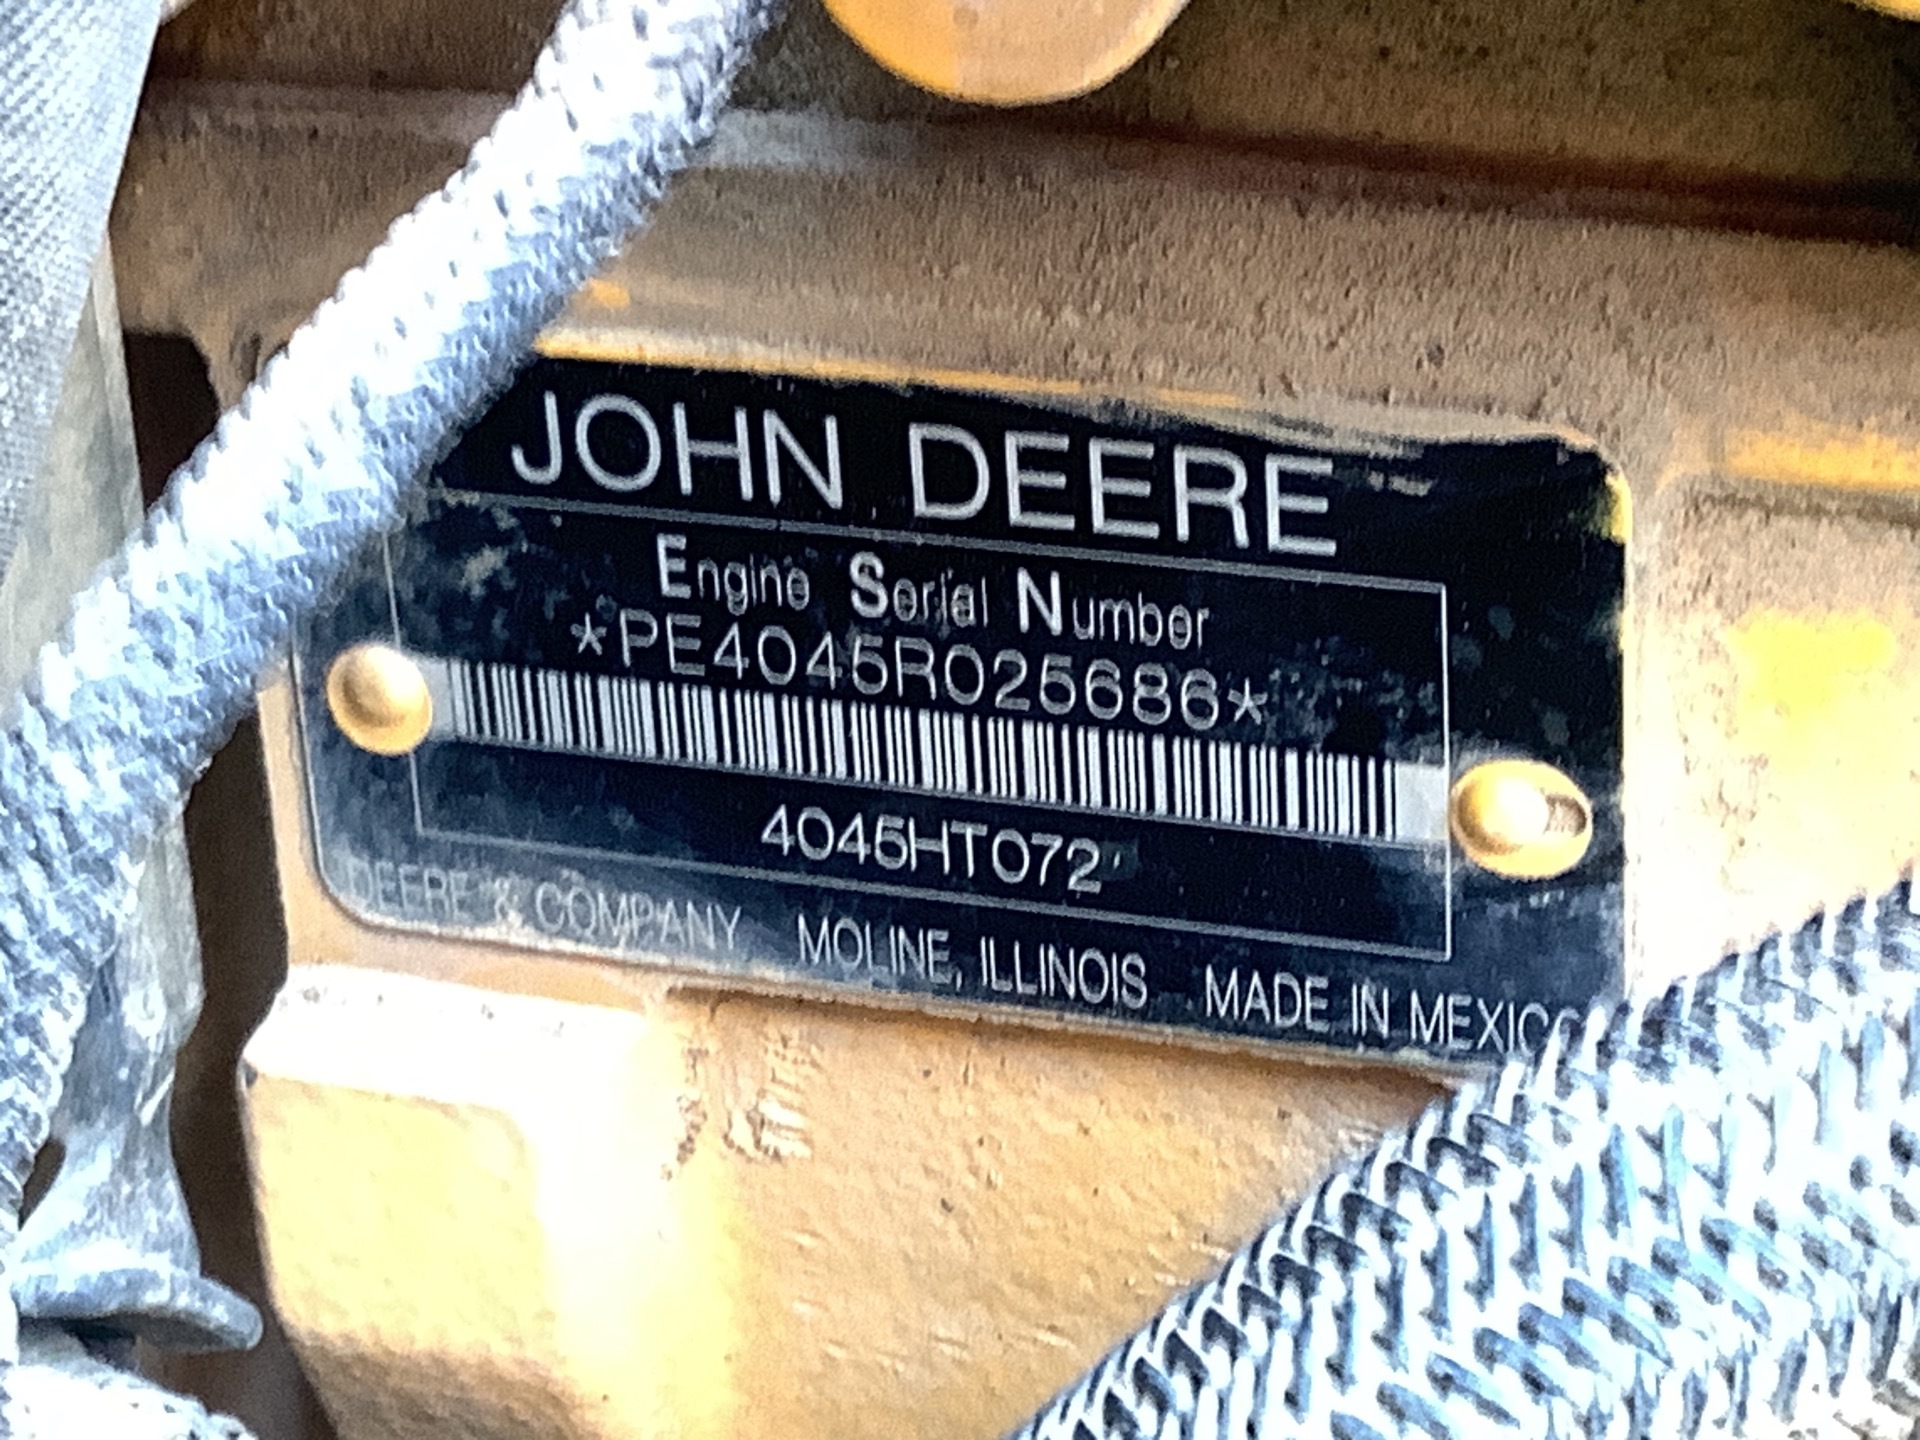 JOHN DEERE
Engine Serial Number
*PE4045R025686*
4045HT072
DEERE & COMPANY MOLINE, ILLINOIS MADE IN MEXICO